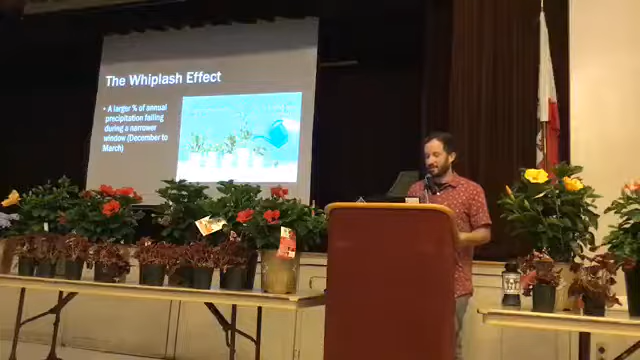 The Whiplash Effect
• A larger % of annual
precipitation falling
during a narrower
window (December to
March)